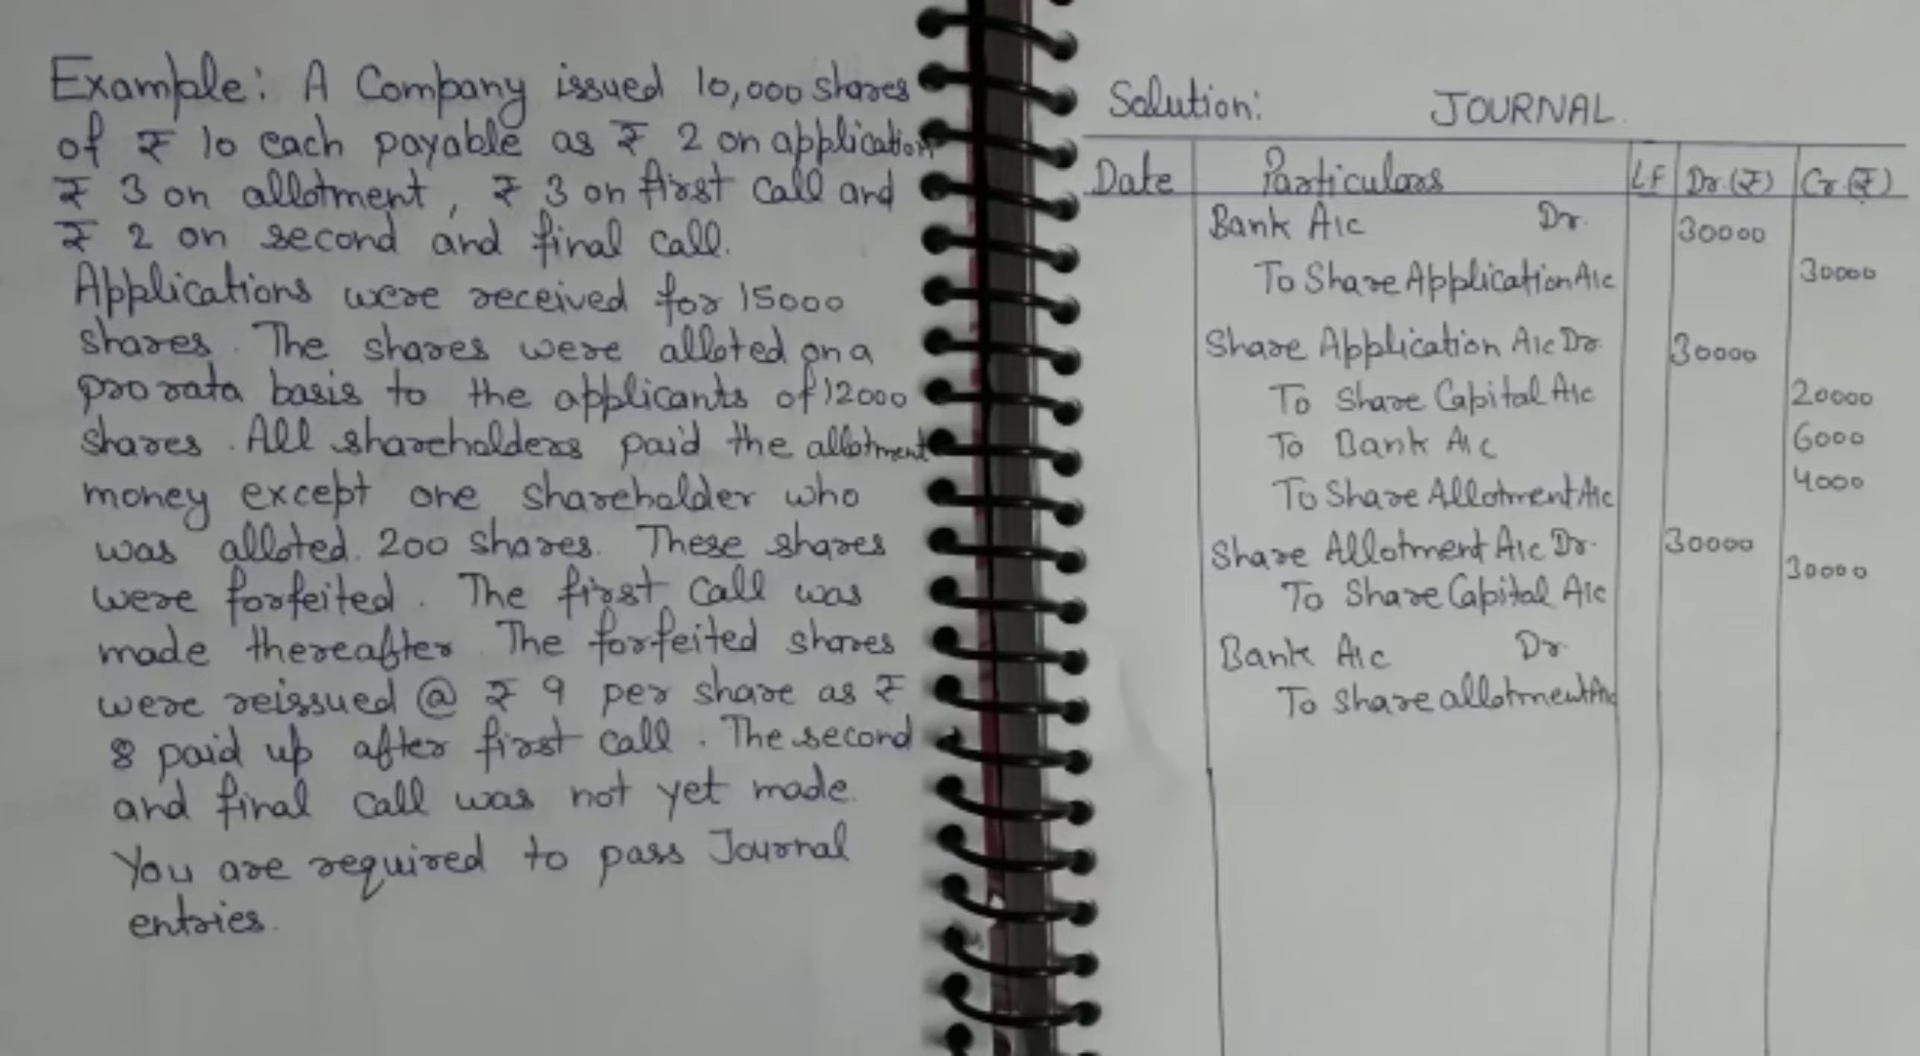 Example: A Company issued 10,000 shares
of ₹ 10 each payable as ₹ 2 on application
₹ 3 on allotment, ₹ 3 on first call and
₹ 2 on second and final call.
Applications were received for 15000
shares. The shares were alloted on a
pro rata basis to the applicants of 12000
shares. All shareholders paid the allotment
money except one shareholder who
was alloted 200 shares. These shares
were forfeited. The first call was
made thereafter. The forfeited shares
were reissued @ ₹ 9 per share as ₹
8 paid up after first call. The second
and final call was not yet made.
You are required to pass Journal
entries.
Solution: JOURNAL.
Date Particulars LF Dr.(₹) Cr.(₹)
Bank A/c Dr. 30000
To Share Application A/c 30000
Share Application A/c Dr. 30000
To Share Capital A/c 20000
To Bank A/c 6000
To Share Allotment A/c 4000
Share Allotment A/c Dr. 30000
To Share Capital A/c 30000
Bank A/c Dr
To Share allotment A/c